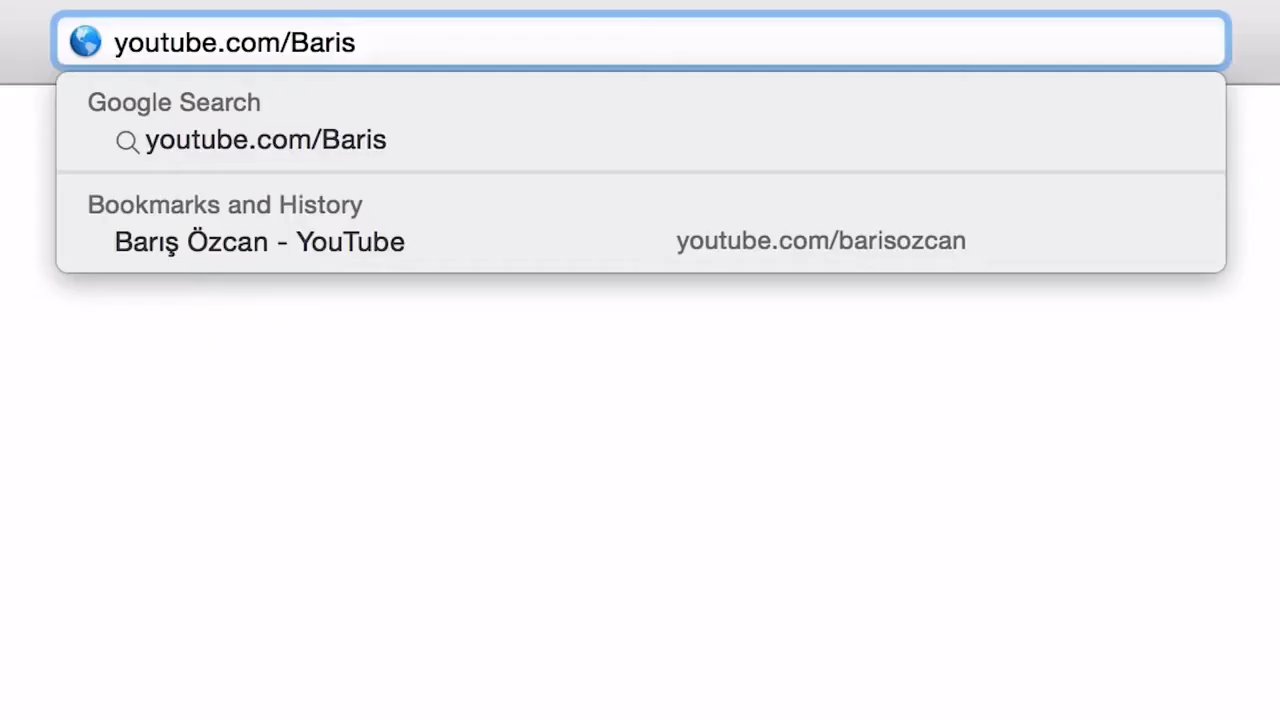 youtube.com/Baris
Google Search
youtube.com/Baris
Bookmarks and History
Barış Özcan - YouTube youtube.com/barisozcan